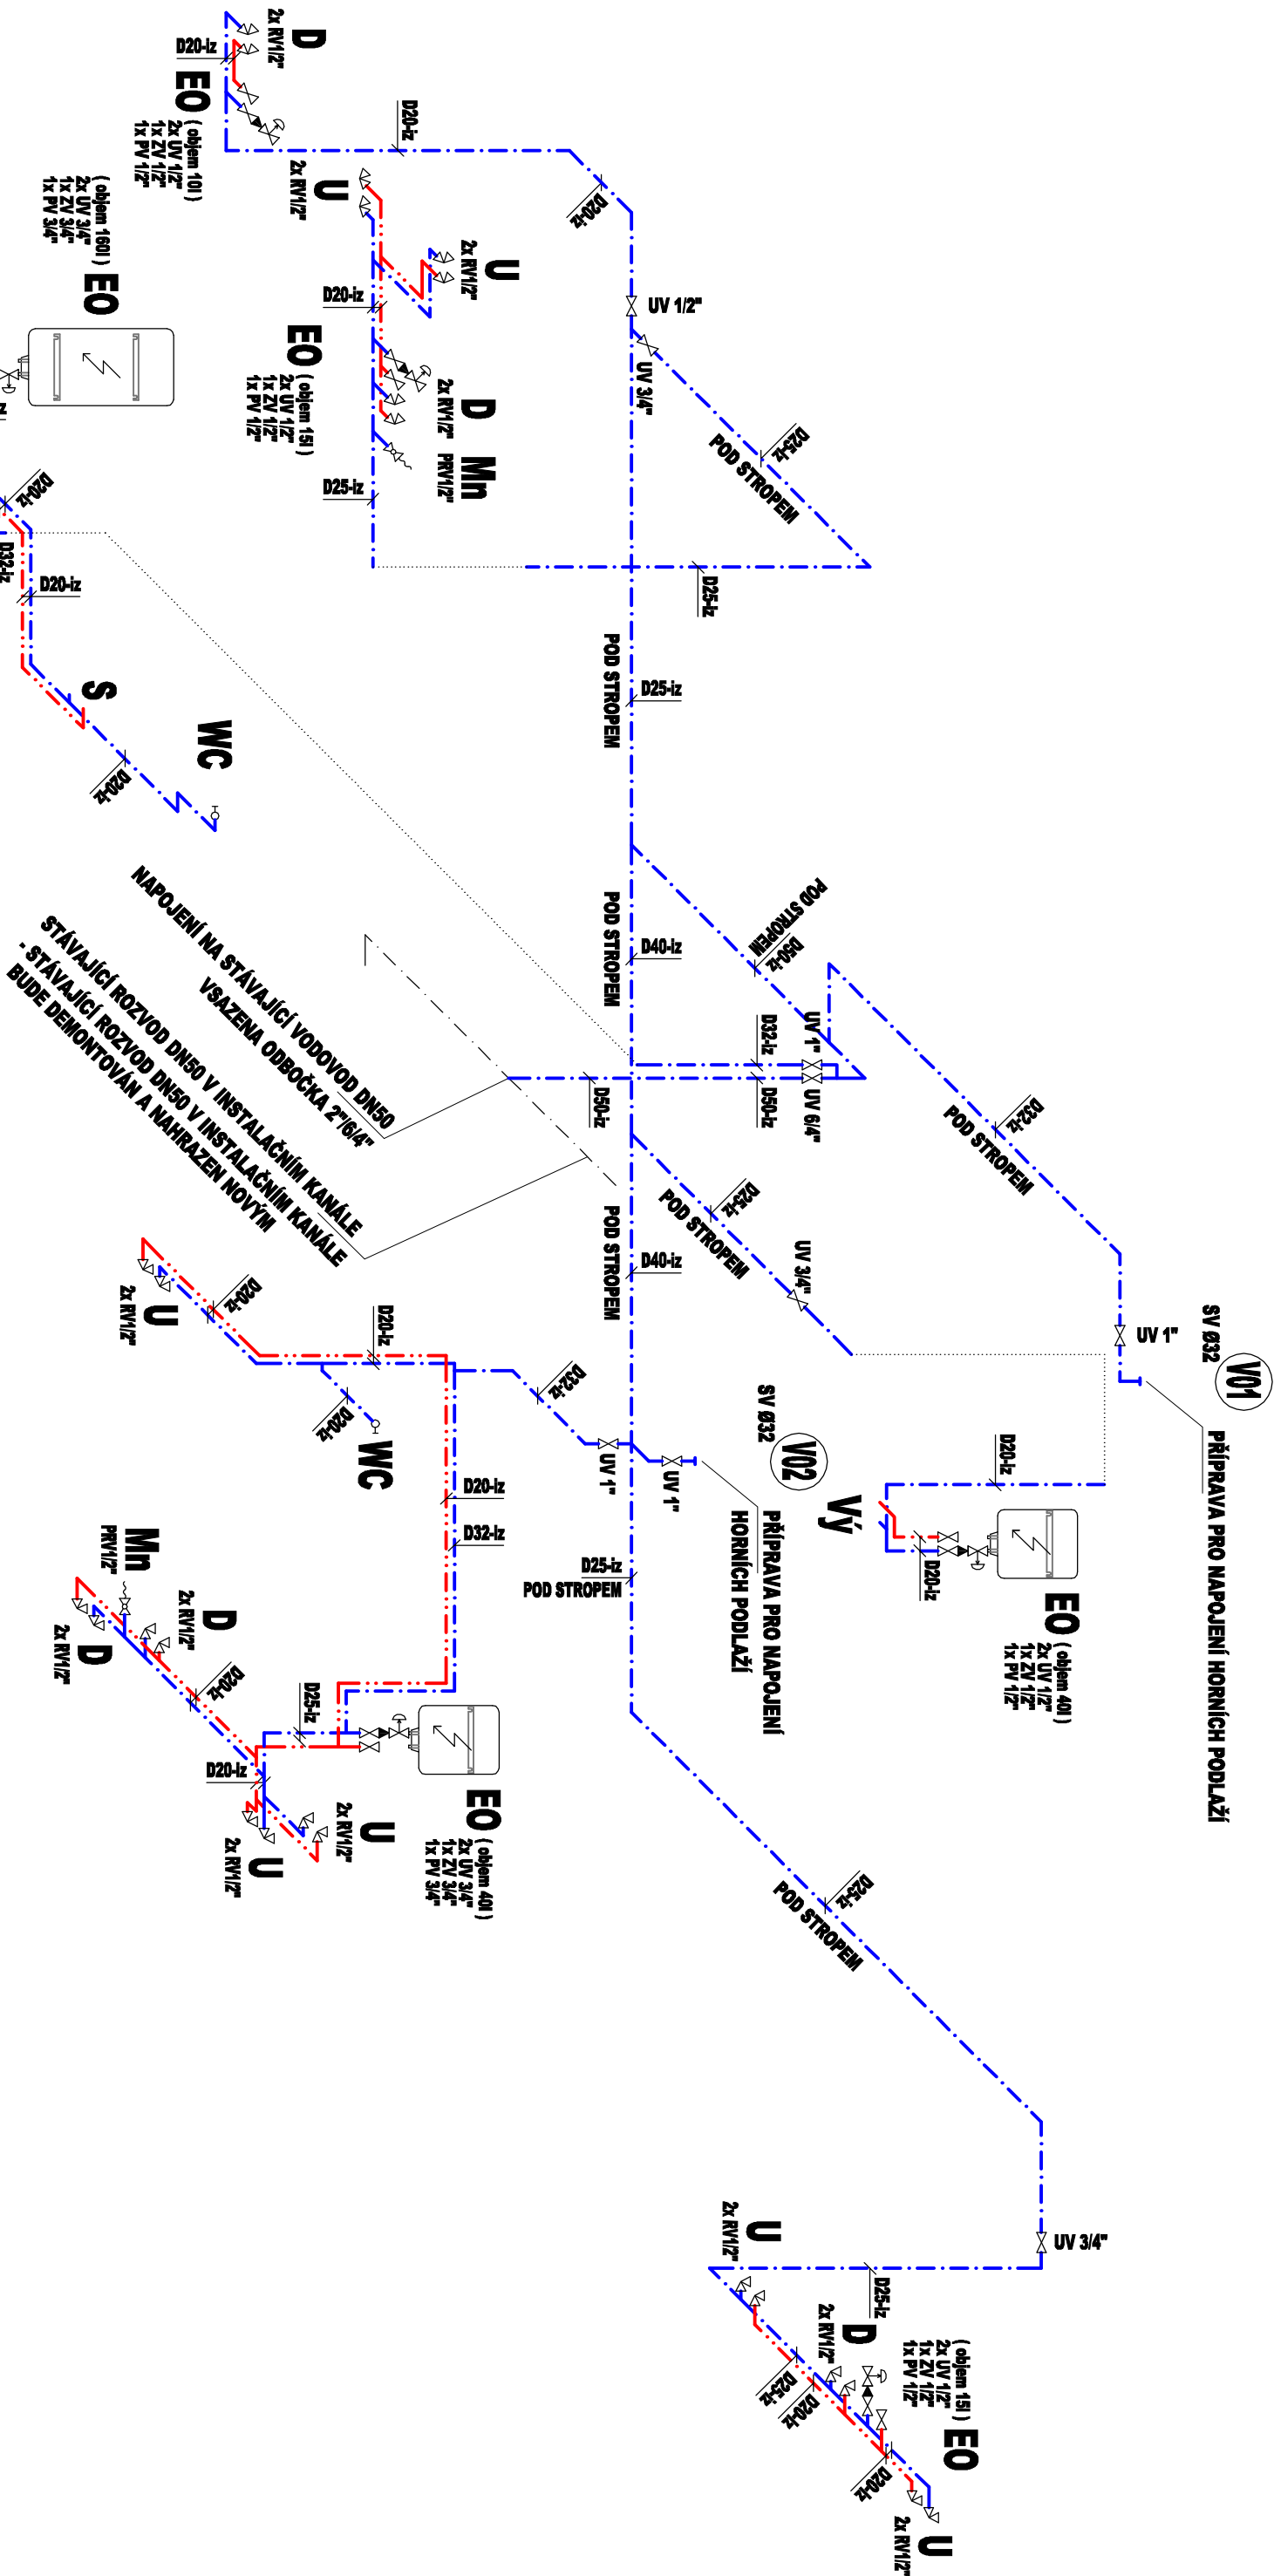 D
2x RV1/2"
D20-iz
EO
( objem 10l )
2x UV 1/2"
1x ZV 1/2"
1x PV 1/2"
D20-iz
D20-iz
U
2x RV1/2"
U
2x RV1/2"
D20-iz
EO
( objem 15l )
2x UV 1/2"
1x ZV 1/2"
1x PV 1/2"
D
2x RV1/2"
Mn
PRV1/2"
D25-iz
( objem 160l )
2x UV 3/4"
1x ZV 3/4"
1x PV 3/4"
EO
UV 1/2"
UV 3/4"
D25-iz
POD STROPEM
D25-iz
D20-iz
D32-iz
D20-iz
S
D20-iz
WC
POD STROPEM
D25-iz
POD STROPEM
D40-iz
POD STROPEM
D50-iz
D32-iz
UV 1"
D50-iz
UV 6/4"
D50-iz
D32-iz
POD STROPEM
UV 1"
SV Ø32
V01
PŘÍPRAVA PRO NAPOJENÍ HORNÍCH PODLAŽÍ
D25-iz
POD STROPEM
UV 3/4"
POD STROPEM
D40-iz
NAPOJENÍ NA STÁVAJÍCÍ VODOVOD DN50
VSAZENA ODBOČKA 2"/6/4"
STÁVAJÍCÍ ROZVOD DN50 V INSTALAČNÍM KANÁLE
- STÁVAJÍCÍ ROZVOD DN50 V INSTALAČNÍM KANÁLE
BUDE DEMONTOVÁN A NAHRAZEN NOVÝM
SV Ø32
V02
PŘÍPRAVA PRO NAPOJENÍ
HORNÍCH PODLAŽÍ
UV 1"
UV 1"
D32-iz
D20-iz
Vý
D20-iz
EO
( objem 40l )
2x UV 1/2"
1x ZV 1/2"
1x PV 1/2"
U
2x RV1/2"
D20-iz
D20-iz
D20-iz
WC
D20-iz
D32-iz
D25-iz
POD STROPEM
Mn
PRV1/2"
D
2x RV1/2"
D
2x RV1/2"
D20-iz
D25-iz
D20-iz
EO
( objem 40l )
2x UV 3/4"
1x ZV 3/4"
1x PV 3/4"
U
2x RV1/2"
U
2x RV1/2"
D25-iz
POD STROPEM
UV 3/4"
U
2x RV1/2"
D25-iz
D
2x RV1/2"
D25-iz
D20-iz
( objem 15l )
2x UV 1/2"
1x ZV 1/2"
1x PV 1/2"
EO
D20-iz
U
2x RV1/2"